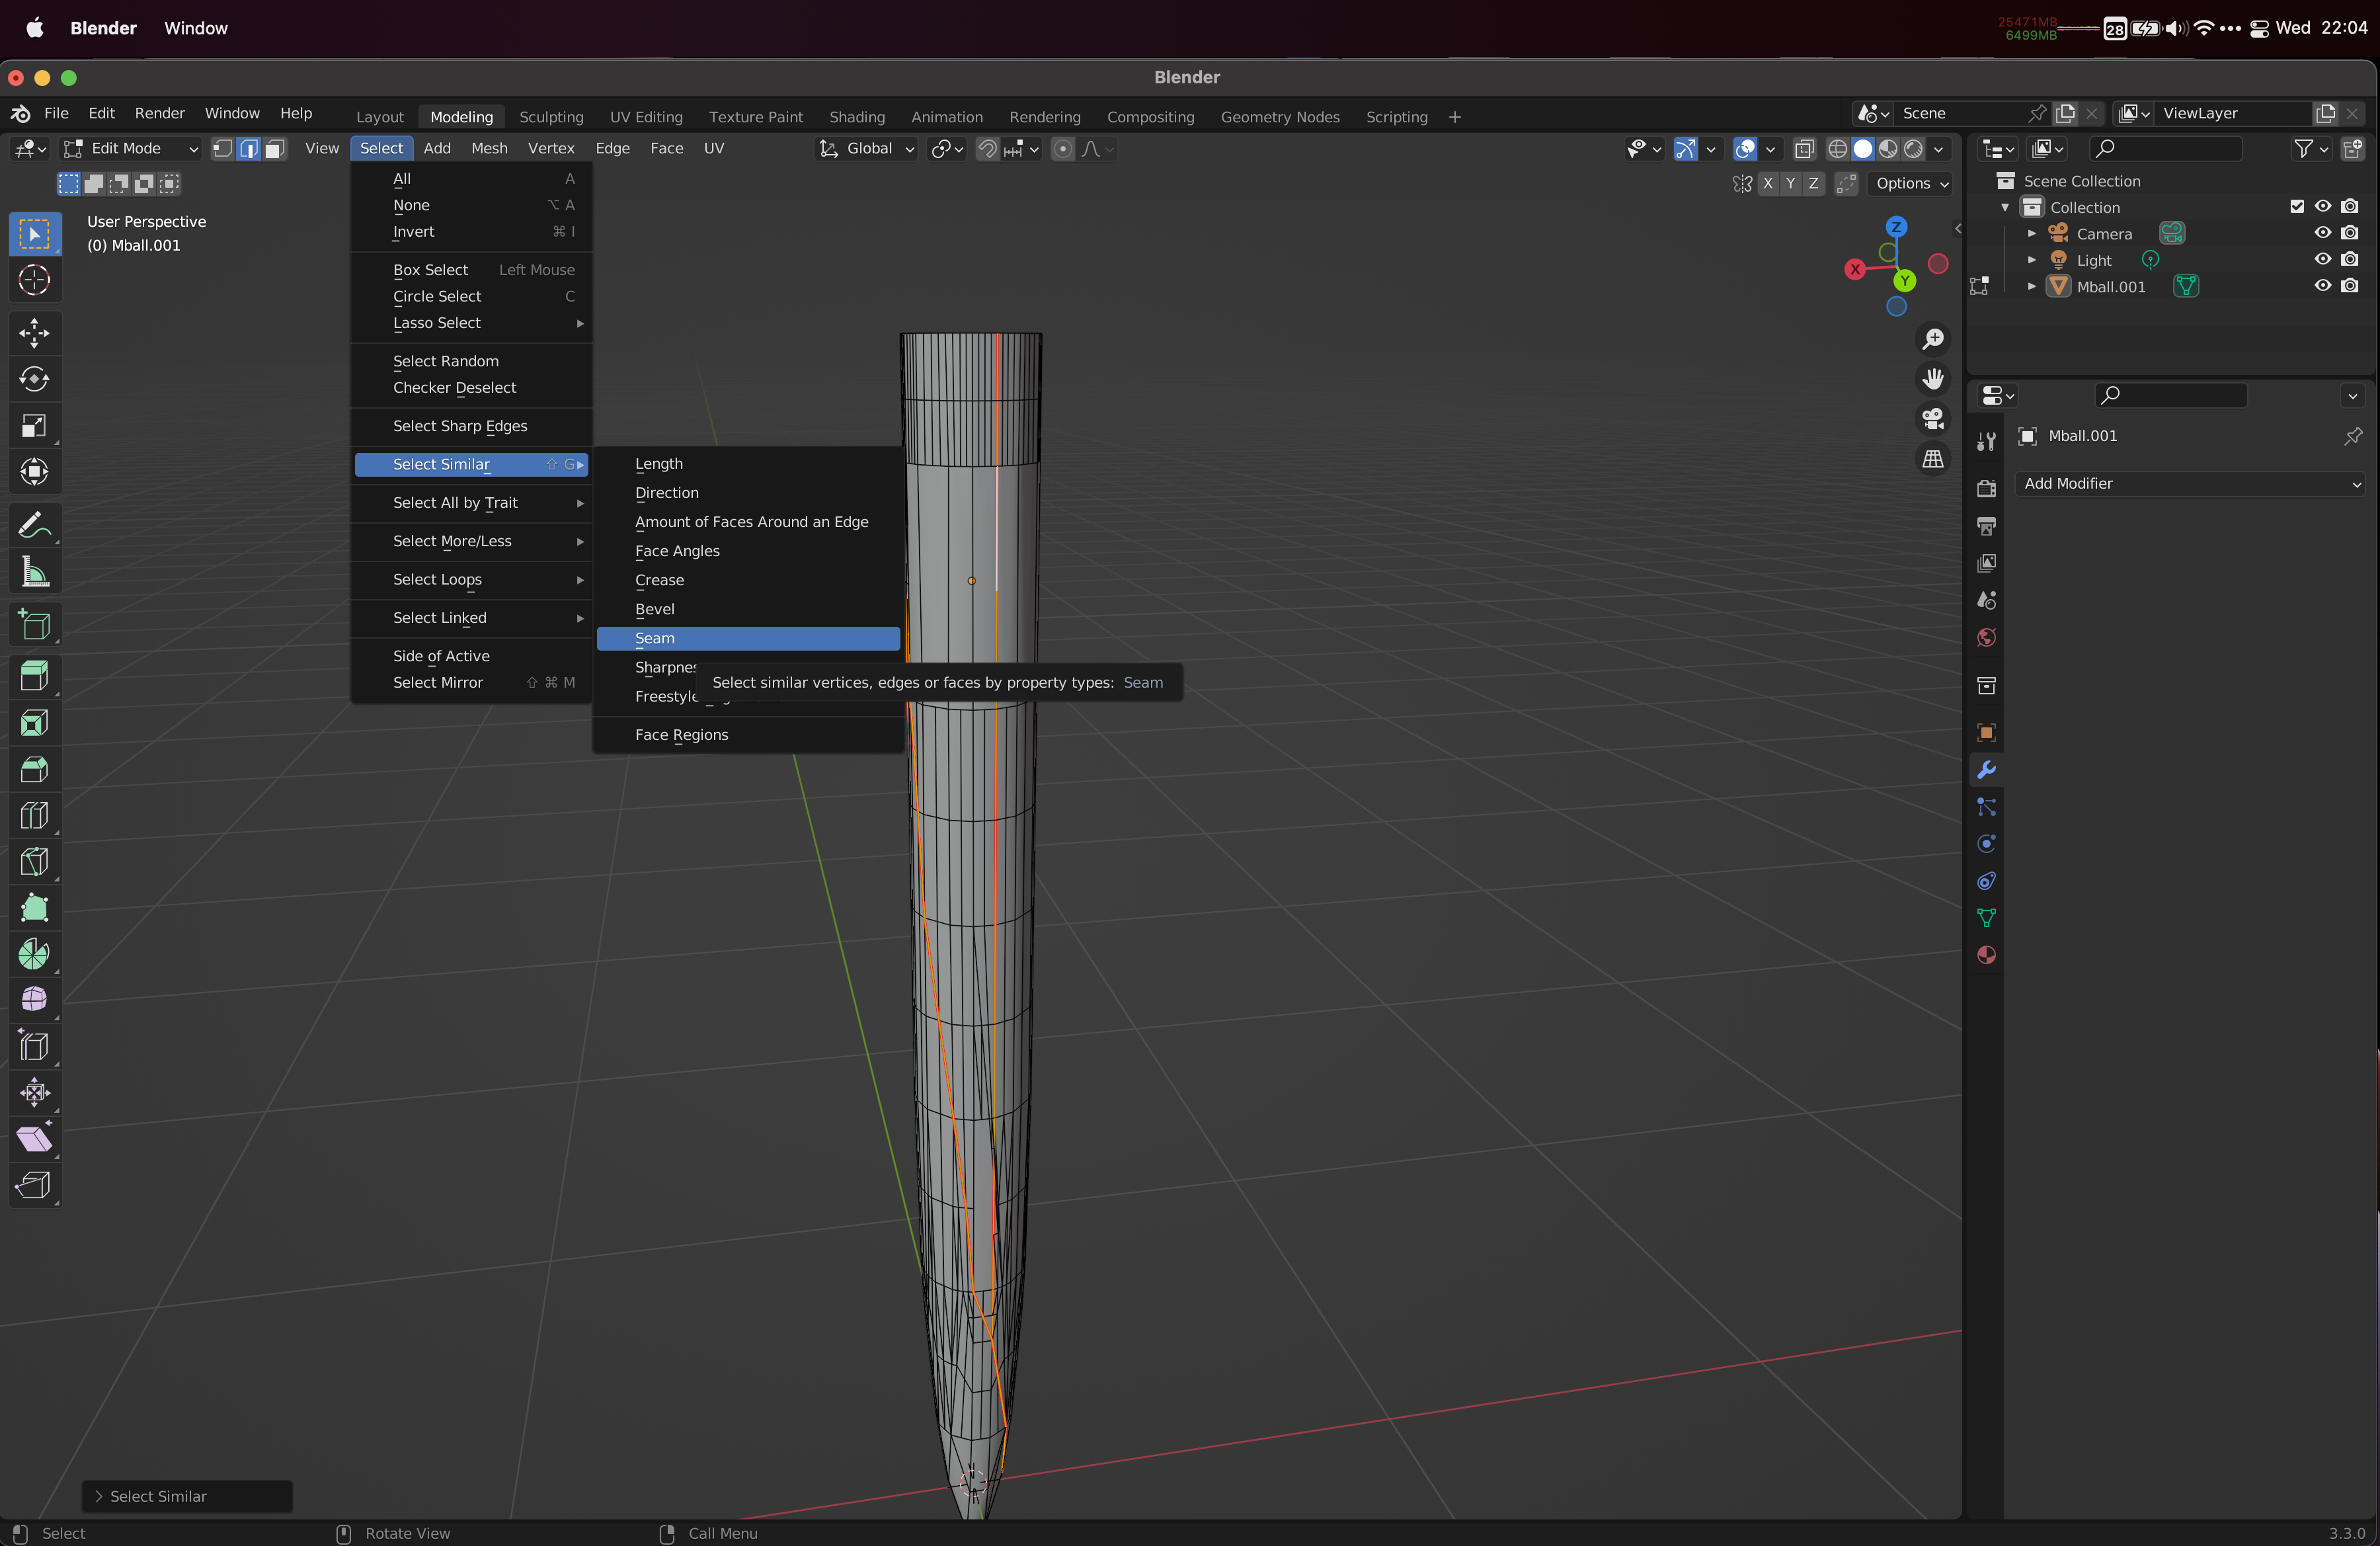 Blender Window
25471MB
6499MB
28
Wed 22:04
Blender
File Edit Render Window Help
Layout Modeling Sculpting UV Editing Texture Paint Shading Animation Rendering Compositing Geometry Nodes Scripting +
Scene
ViewLayer
Edit Mode
View Select Add Mesh Vertex Edge Face UV
Global
X Y Z
Options
User Perspective
(0) Mball.001
All A
None ⌥ A
Invert ⌘ I
Box Select Left Mouse
Circle Select C
Lasso Select
Select Random
Checker Deselect
Select Sharp Edges
Select Similar ⇧ G
Select All by Trait
Select More/Less
Select Loops
Select Linked
Side of Active
Select Mirror ⇧ ⌘ M
Length
Direction
Amount of Faces Around an Edge
Face Angles
Crease
Bevel
Seam
Sharpnes
Freestyle
Face Regions
Select similar vertices, edges or faces by property types: Seam
Z
X
Y
Scene Collection
Collection
Camera
Light
Mball.001
Mball.001
Add Modifier
Select Similar
Select
Rotate View
Call Menu
3.3.0